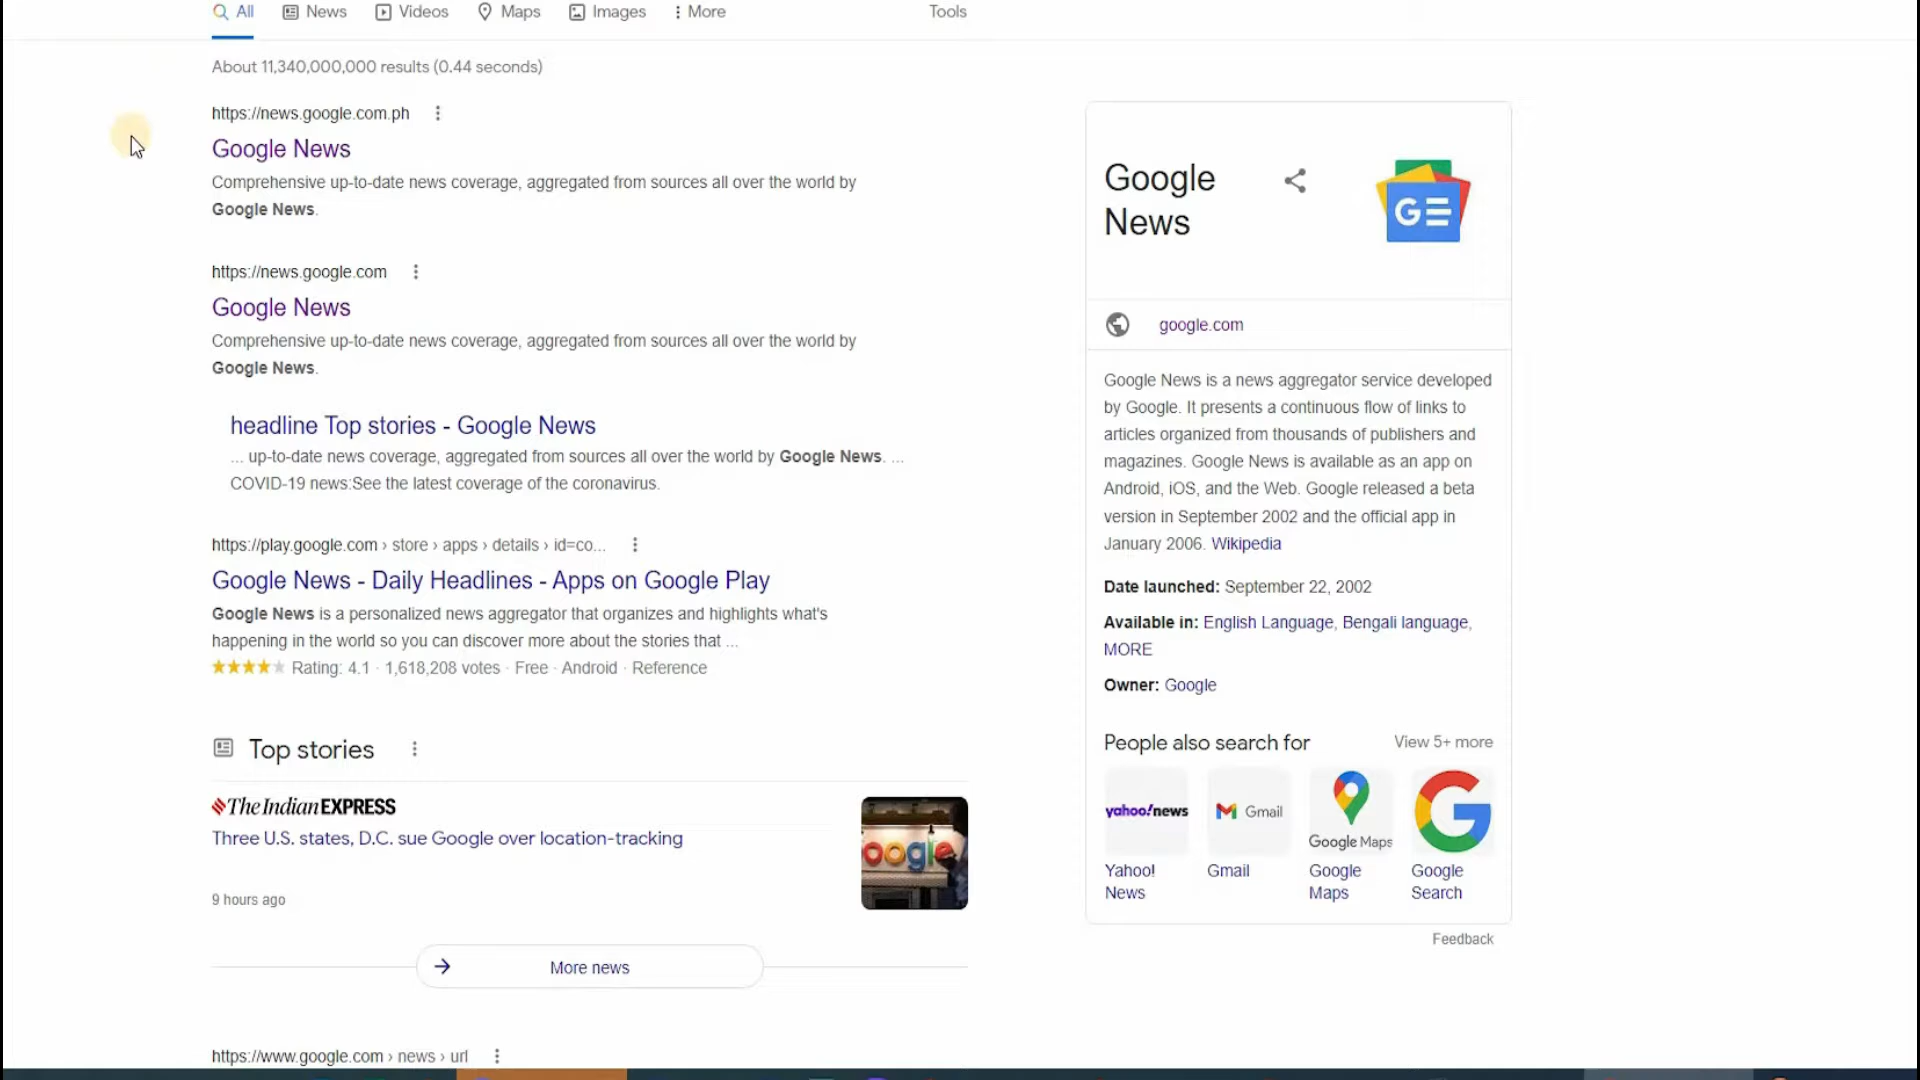 All News Videos Maps Images More Tools
About 11,340,000,000 results (0.44 seconds)
https://news.google.com.ph
Google News
Comprehensive up-to-date news coverage, aggregated from sources all over the world by
Google News.
https://news.google.com
Google News
Comprehensive up-to-date news coverage, aggregated from sources all over the world by
Google News.
headline Top stories - Google News
... up-to-date news coverage, aggregated from sources all over the world by Google News. ...
COVID-19 news:See the latest coverage of the coronavirus.
https://play.google.com › store › apps › details › id=co...
Google News - Daily Headlines - Apps on Google Play
Google News is a personalized news aggregator that organizes and highlights what's
happening in the world so you can discover more about the stories that ...
Rating: 4.1 · 1,618,208 votes · Free · Android · Reference
Top stories
The Indian EXPRESS
Three U.S. states, D.C. sue Google over location-tracking
oogle
9 hours ago
More news
https://www.google.com › news › url
Google
News
GE
google.com
Google News is a news aggregator service developed
by Google. It presents a continuous flow of links to
articles organized from thousands of publishers and
magazines. Google News is available as an app on
Android, iOS, and the Web. Google released a beta
version in September 2002 and the official app in
January 2006. Wikipedia
Date launched: September 22, 2002
Available in: English Language, Bengali language,
MORE
Owner: Google
People also search for View 5+ more
yahoo!news Gmail Google Maps G
Yahoo! Gmail Google Google
News Maps Search
Feedback